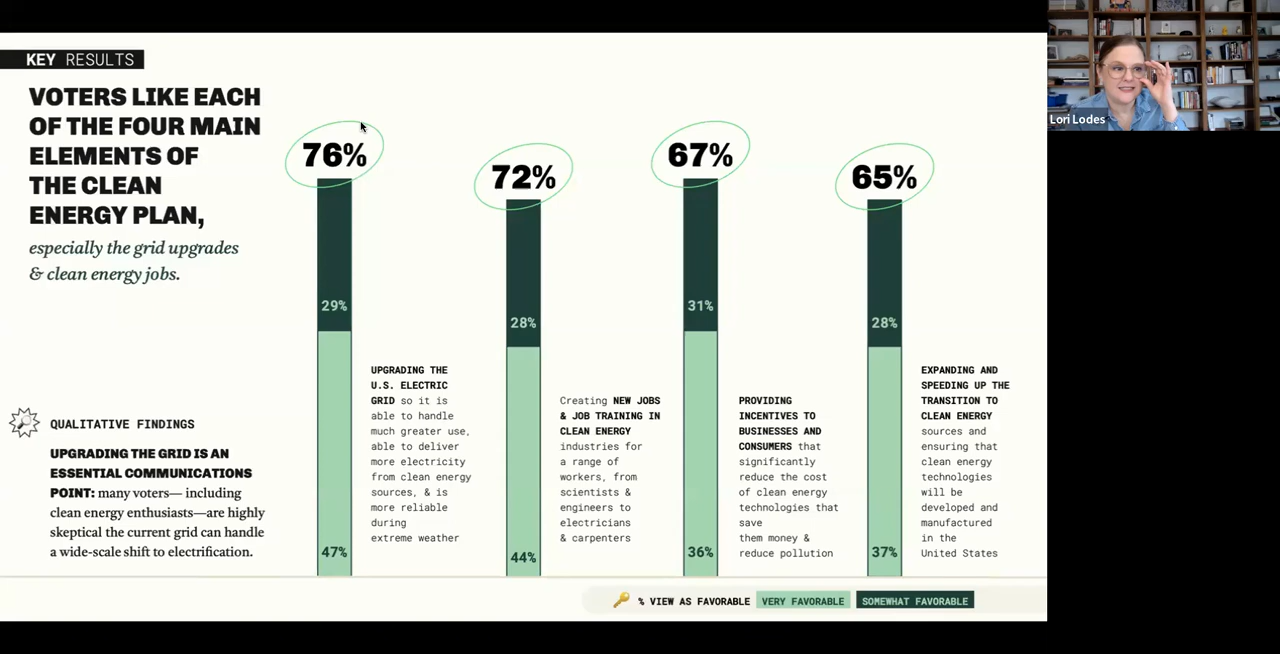 KEY RESULTS
VOTERS LIKE EACH
OF THE FOUR MAIN
ELEMENTS OF
THE CLEAN
ENERGY PLAN,
especially the grid upgrades
& clean energy jobs.
QUALITATIVE FINDINGS
UPGRADING THE GRID IS AN
ESSENTIAL COMMUNICATIONS
POINT: many voters— including
clean energy enthusiasts—are highly
skeptical the current grid can handle
a wide-scale shift to electrification.
76%
29%
47%
UPGRADING THE
U.S. ELECTRIC
GRID so it is
able to handle
much greater use,
able to deliver
more electricity
from clean energy
sources, & is
more reliable
during
extreme weather
72%
28%
44%
Creating NEW JOBS
& JOB TRAINING IN
CLEAN ENERGY
industries for
a range of
workers, from
scientists &
engineers to
electricians
& carpenters
67%
31%
36%
PROVIDING
INCENTIVES TO
BUSINESSES AND
CONSUMERS that
significantly
reduce the cost
of clean energy
technologies that
save
them money &
reduce pollution
65%
28%
37%
EXPANDING AND
SPEEDING UP THE
TRANSITION TO
CLEAN ENERGY
sources and
ensuring that
clean energy
technologies
will be
developed and
manufactured
in the
United States
% VIEW AS FAVORABLE VERY FAVORABLE SOMEWHAT FAVORABLE
Lori Lodes